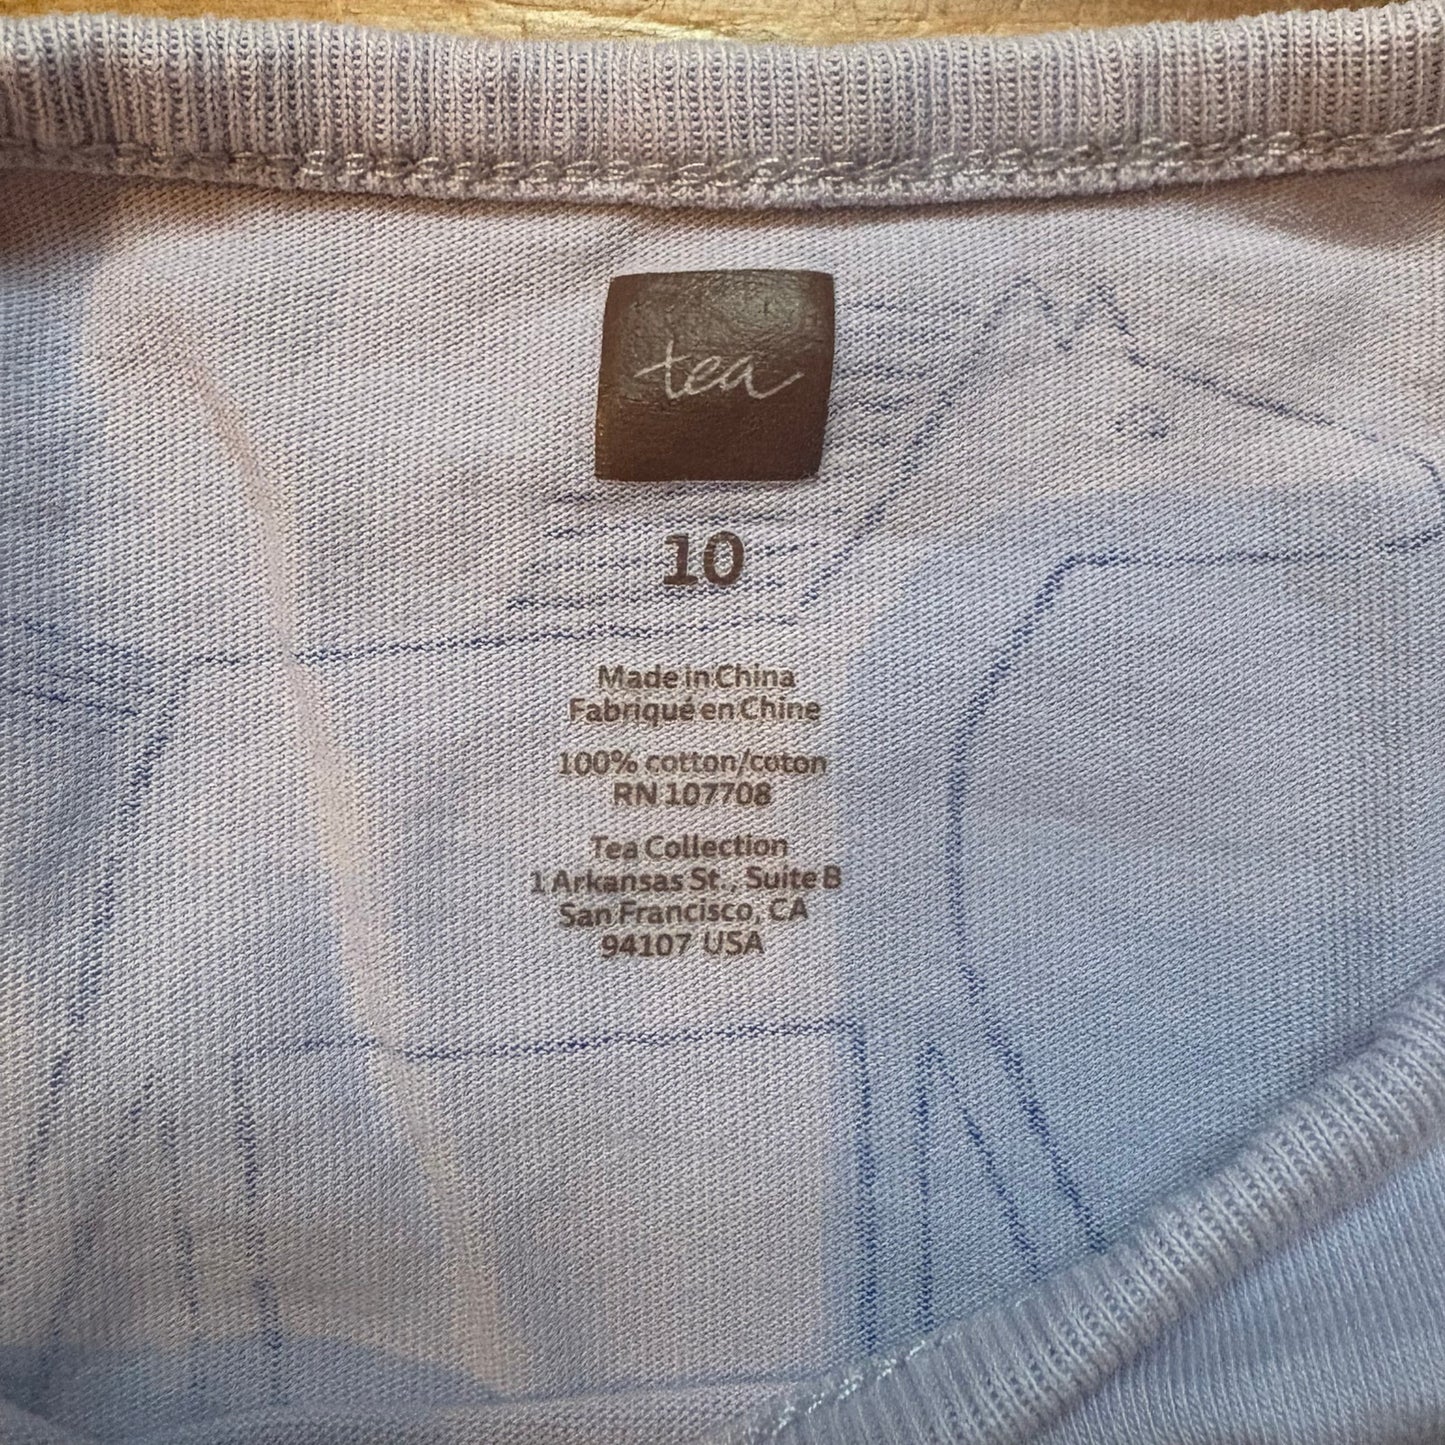 tea
10
Made in China
Fabriqué en Chine
100% cotton/coton
RN 107708
Tea Collection
1 Arkansas St., Suite B
San Francisco, CA
94107 USA